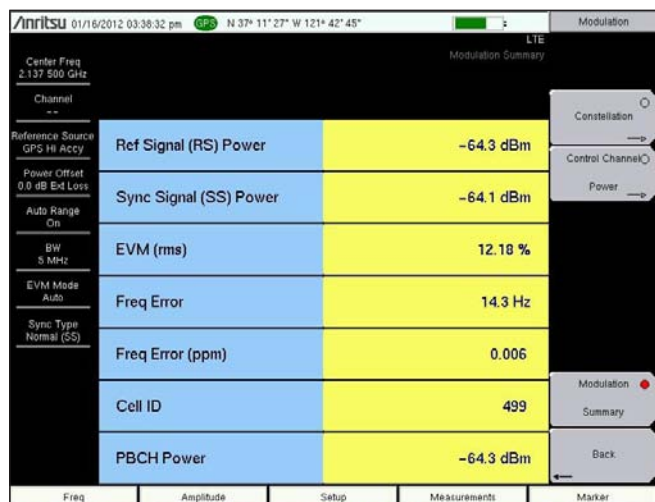 Anritsu 01/16/2012 03:38:32 pm GPS N 37° 11' 27" W 121° 42' 45"
Modulation
LTE
Modulation Summary
Center Freq
2.137 500 GHz
Channel
--
Reference Source
GPS Hi Accy
Power Offset
0.0 dB Ext Loss
Auto Range
On
BW
5 MHz
EVM Mode
Auto
Sync Type
Normal (SS)
Ref Signal (RS) Power -64.3 dBm
Sync Signal (SS) Power -64.1 dBm
EVM (rms) 12.18 %
Freq Error 14.3 Hz
Freq Error (ppm) 0.006
Cell ID 499
PBCH Power -64.3 dBm
Constellation
Control Channel
Power
Modulation
Summary
Back
Freq Amplitude Setup Measurements Marker